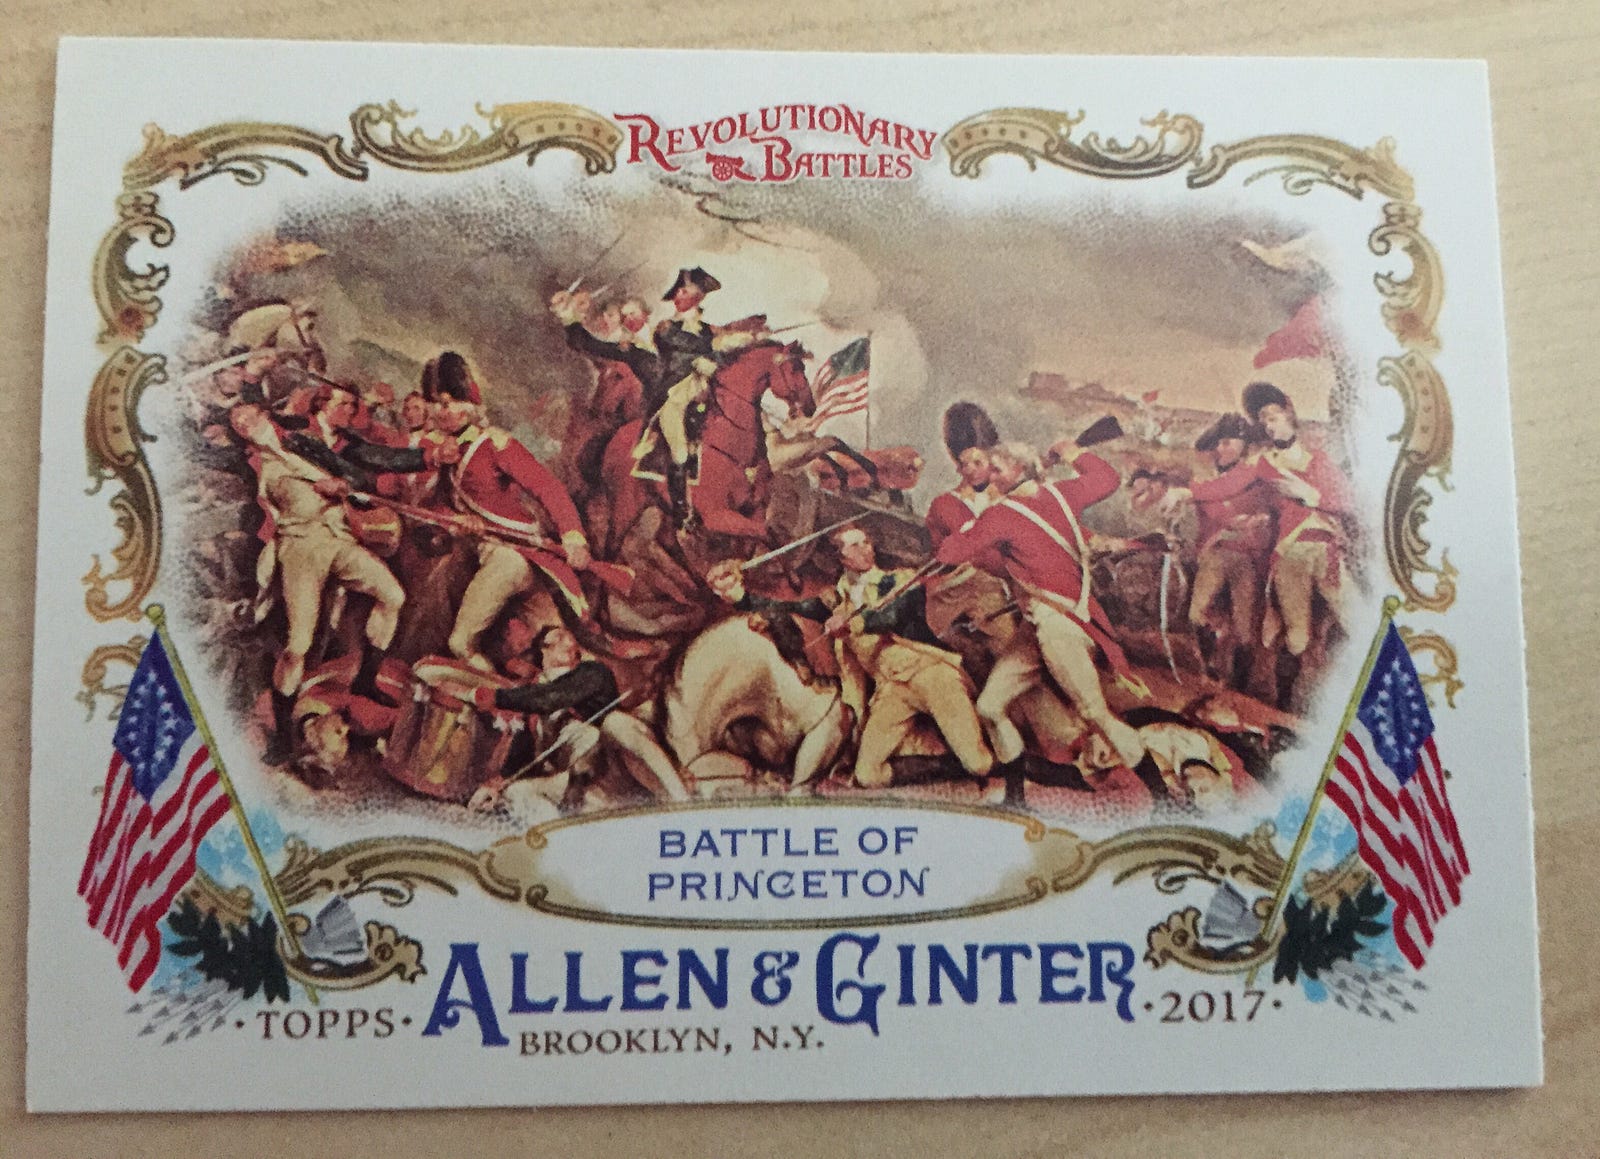 REVOLUTIONARY
BATTLES
BATTLE OF
PRINCETON
ALLEN & GINTER
·TOPPS· ·2017·
BROOKLYN, N.Y.